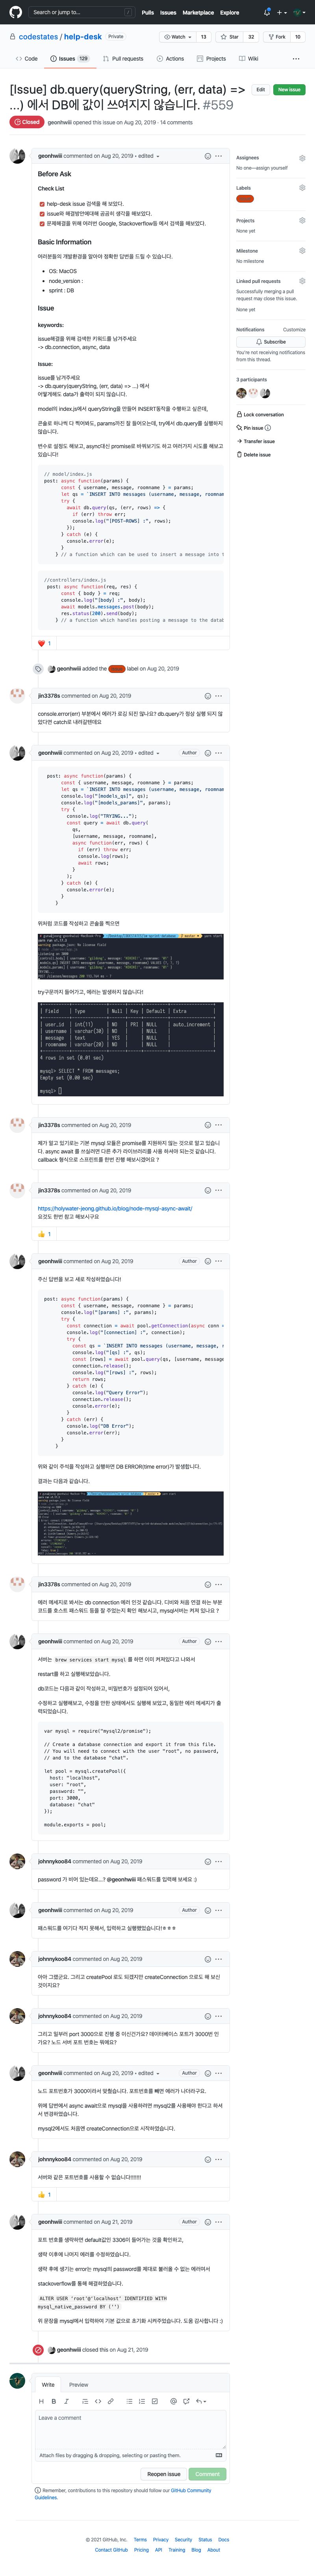 Search or jump to...
/
Pulls Issues Marketplace Explore
codestates / help-desk Private
Watch 13 Star 32 Fork 10
Code Issues 129 Pull requests Actions Projects Wiki
[Issue] db.query(queryString, (err, data) => ...) 에서 DB에 값이 쓰여지지 않습니다. #559
Edit New issue
Closed geonhwiii opened this issue on Aug 20, 2019 · 14 comments
geonhwiii commented on Aug 20, 2019 • edited
Before Ask
Check List
help-desk issue 검색을 해 보았다.
issue와 해결방안에대해 곰곰히 생각을 해보았다.
문제해결을 위해 여러번 Google, Stackoverflow등 에서 검색을 해보았다.
Basic Information
여러분들의 개발환경을 알아야 정확한 답변을 드릴 수 있습니다.
OS: MacOS
node_version :
sprint : DB
Issue
keywords:
issue해결을 위해 검색한 키워드를 남겨주세요
-> db.connection, async, data
Issue:
issue를 남겨주세요
-> db.query(queryString, (err, data) => ...) 에서
어떻게해도 data가 출력이 되지 않습니다.
model의 index.js에서 queryString을 만들어 INSERT동작을 수행하고 싶은데,
콘솔로 하나씩 다 찍어봐도, params까진 잘 들어오는데, try에서 db.query를 실행하지 않습니다.
변수로 설정도 해보고, async대신 promise로 바꿔보기도 하고 여러가지 시도를 해보고 있습니다!
// model/index.js
post: async function(params) {
const { username, message, roomname } = params;
let qs = `INSERT INTO messages (username, message, roomnam
try {
await db.query(qs, (err, rows) => {
if (err) throw err;
console.log("[POST-ROWS] :", rows);
});
} catch (e) {
console.error(e);
}
} // a function which can be used to insert a message into t
//controllers/index.js
post: async function(req, res) {
const { body } = req;
console.log("[body] :", body);
await models.messages.post(body);
res.status(200).send(body);
} // a function which handles posting a message to the datab
1
geonhwiii added the label on Aug 20, 2019
jin3378s commented on Aug 20, 2019
console.error(err) 부분에서 에러가 로깅 되진 않나요? db.query가 정상 실행 되지 않았다면 catch로 내려갈텐데요
geonhwiii commented on Aug 20, 2019 • edited Author
post: async function(params) {
const { username, message, roomname } = params;
let qs = `INSERT INTO messages (username, message, roomnam
console.log("[models_qs]", qs);
console.log("[models_params]", params);
try {
console.log("TRYING...");
const query = await db.query(
qs,
[username, message, roomname],
async function(err, rows) {
if (err) throw err;
console.log(rows);
await rows;
}
);
} catch (e) {
console.error(e);
}
}
위처럼 코드를 작성하고 콘솔을 찍으면
try구문까지 들어가고, 에러는 발생하지 않습니다!
| Field | Type | Null | Key | Default | Extra |
| user_id | int(11) | NO | PRI | NULL | auto_increment |
| username | varchar(30) | NO | | NULL | |
| message | text | YES | | NULL | |
| roomname | varchar(20) | NO | | NULL | |
4 rows in set (0.01 sec)
mysql> SELECT * FROM messages;
Empty set (0.00 sec)
mysql>
jin3378s commented on Aug 20, 2019
제가 알고 있기로는 기본 mysql 모듈은 promise를 지원하지 않는 것으로 알고 있습니다. async await 를 쓰실려면 다른 추가 라이브러리를 사용 하셔야 되는것 같습니다. callback 형식으로 스프린트를 한번 진행 해보시겠어요 ?
jin3378s commented on Aug 20, 2019
https://holywater-jeong.github.io/blog/node-mysql-async-await/
요것도 한번 참고 해보시구요
1
geonhwiii commented on Aug 20, 2019 Author
주신 답변을 보고 새로 작성하였습니다!
post: async function(params) {
const { username, message, roomname } = params;
console.log("[params] :", params);
try {
const connection = await pool.getConnection(async conn =
console.log("[connection] :", connection);
try {
const qs = `INSERT INTO messages (username, message, r
console.log("[qs] :", qs);
const [rows] = await pool.query(qs, [username, message
connection.release();
console.log("[rows] :", rows);
return rows;
} catch (e) {
console.log("Query Error");
connection.release();
console.error(e);
}
} catch (err) {
console.log("DB Error");
console.error(err);
}
}
위와 같이 주석을 작성하고 실행하면 DB ERROR(time error)가 발생합니다.
결과는 다음과 같습니다.
jin3378s commented on Aug 20, 2019
에러 메세지로 봐서는 db connection 에러 인것 같습니다. 디비와 처음 연결 하는 부분 코드를 호스트 패스워드 등을 잘 주었는지 확인 해보시고, mysql서버는 켜져 있나요 ?
geonhwiii commented on Aug 20, 2019 Author
서버는 brew services start mysql 를 하면 이미 켜져있다고 나와서
restart를 하고 실행해보았습니다.
db코드는 다음과 같이 작성하고, 비밀번호가 설정되어 있어서,
수정하고 실행해보고, 수정을 안한 상태에서도 실행해 보았고, 동일한 에러 메세지가 출력되었습니다.
var mysql = require("mysql2/promise");
// Create a database connection and export it from this file.
// You will need to connect with the user "root", no password,
// and to the database "chat".
let pool = mysql.createPool({
host: "localhost",
user: "root",
password: "",
port: 3000,
database: "chat"
});
module.exports = pool;
johnnykoo84 commented on Aug 20, 2019
password 가 비어 있는데요...? @geonhwiii 패스워드를 입력해 보세요 :)
geonhwiii commented on Aug 20, 2019 Author
패스워드를 여기다 적지 못해서, 입력하고 실행했었습니다!ㅎㅎㅎ
johnnykoo84 commented on Aug 20, 2019
아아 그랬군요. 그리고 createPool 로도 되겠지만 createConnection 으로도 해 보신 것이지요?
johnnykoo84 commented on Aug 20, 2019
그리고 일부러 port 3000으로 진행 중 이신건가요? 데이터베이스 포트가 3000번 인가요? 노드 서버 포트 번호는 뭐예요?
geonhwiii commented on Aug 20, 2019 • edited Author
노드 포트번호가 3000이라서 맞췄습니다. 포트번호를 빼면 에러가 나더라구요.
위에 답변에서 async await으로 mysql을 사용하려면 mysql2를 사용해야 한다고 하셔서 변경하였습니다.
mysql2에서도 처음엔 createConnection으로 시작하였습니다.
johnnykoo84 commented on Aug 20, 2019
서버와 같은 포트번호를 사용할 수 없습니다!!!!!!!
1
geonhwiii commented on Aug 21, 2019 Author
포트 번호를 생략하면 default값인 3306이 들어가는 것을 확인하고,
생략 이후에 나머지 에러를 수정하였습니다.
생략 후에 생기는 error는 mysql의 password를 제대로 불러올 수 없는 에러여서
stackoverflow를 통해 해결하였습니다.
ALTER USER 'root'@'localhost' IDENTIFIED WITH mysql_native_password BY ('')
위 문장을 mysql에서 입력하여 기본 값으로 초기화 시켜주었습니다. 도움 감사합니다 ;)
geonhwiii closed this on Aug 21, 2019
Write Preview
Leave a comment
Attach files by dragging & dropping, selecting or pasting them.
Reopen issue Comment
Remember, contributions to this repository should follow our GitHub Community Guidelines.
Assignees
No one—assign yourself
Labels
Projects
None yet
Milestone
No milestone
Linked pull requests
Successfully merging a pull request may close this issue.
None yet
Notifications Customize
Subscribe
You're not receiving notifications from this thread.
3 participants
Lock conversation
Pin issue
Transfer issue
Delete issue
© 2021 GitHub, Inc. Terms Privacy Security Status Docs
Contact GitHub Pricing API Training Blog About